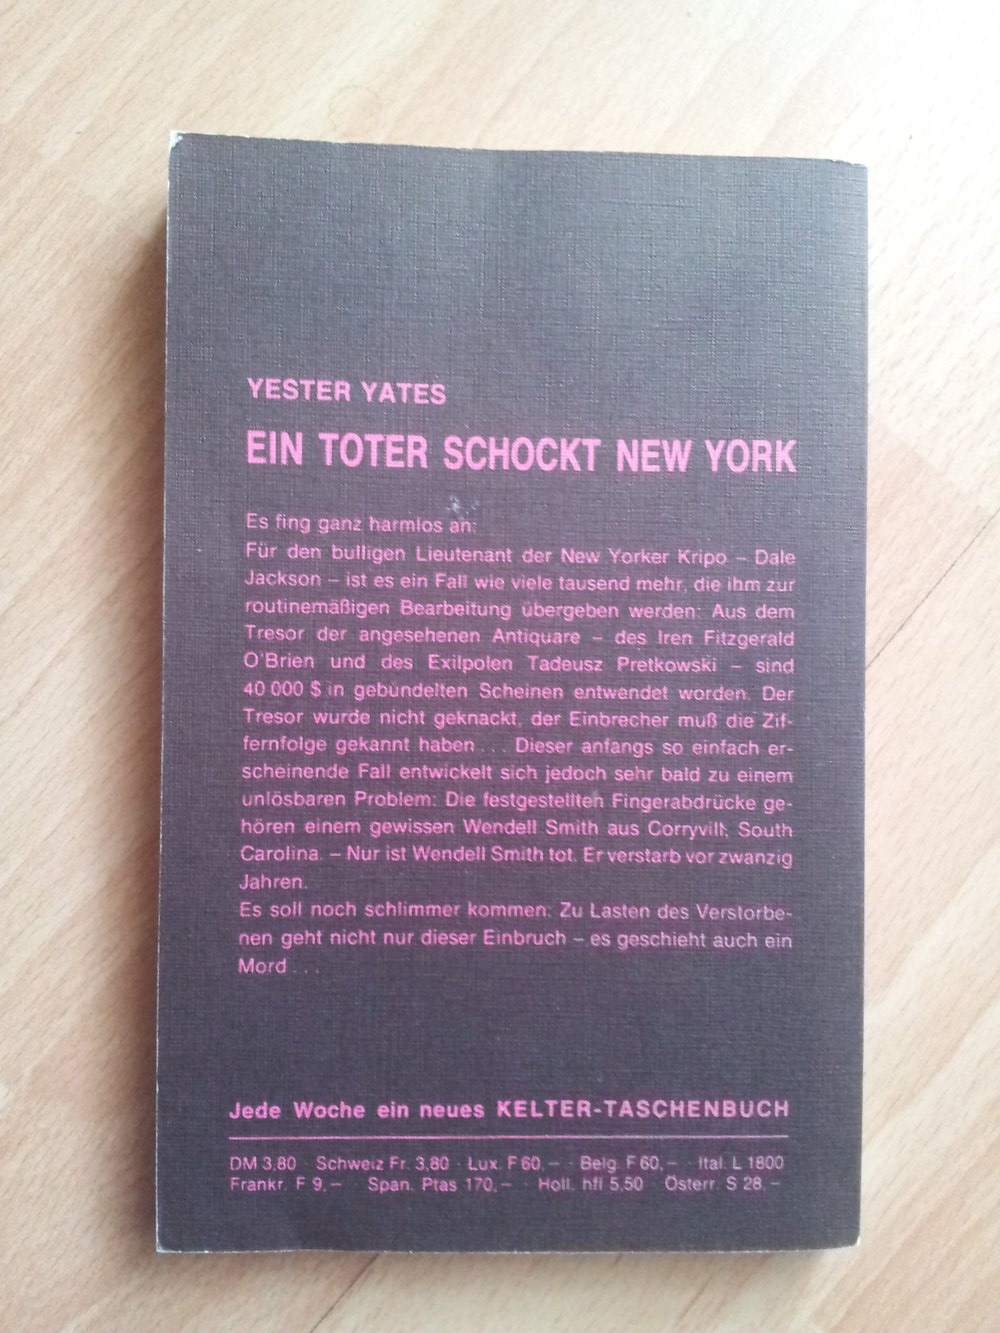 YESTER YATES
EIN TOTER SCHOCKT NEW YORK
Es fing ganz harmlos an:
Für den bulligen Lieutenant der New Yorker Kripo – Dale
Jackson – ist es ein Fall wie viele tausend mehr, die ihm zur
routinemäßigen Bearbeitung übergeben werden: Aus dem
Tresor der angesehenen Antiquare – des Iren Fitzgerald
O'Brien und des Exilpolen Tadeusz Pretkowski – sind
40 000 $ in gebündelten Scheinen entwendet worden. Der
Tresor wurde nicht geknackt, der Einbrecher muß die Zif-
fernfolge gekannt haben . . . Dieser anfangs so einfach er-
scheinende Fall entwickelt sich jedoch sehr bald zu einem
unlösbaren Problem: Die festgestellten Fingerabdrücke ge-
hören einem gewissen Wendell Smith aus Corryvill, South
Carolina. – Nur ist Wendell Smith tot. Er verstarb vor zwanzig
Jahren.
Es soll noch schlimmer kommen: Zu Lasten des Verstorbe-
nen geht nicht nur dieser Einbruch – es geschieht auch ein
Mord . . .
Jede Woche ein neues KELTER-TASCHENBUCH
DM 3,80 · Schweiz Fr. 3,80 · Lux. F 60,– · Belg. F 60,– · Ital. L 1800
Frankr. F 9,– · Span. Ptas 170,– · Holl. hfl 5,50 · Österr. S 28,–